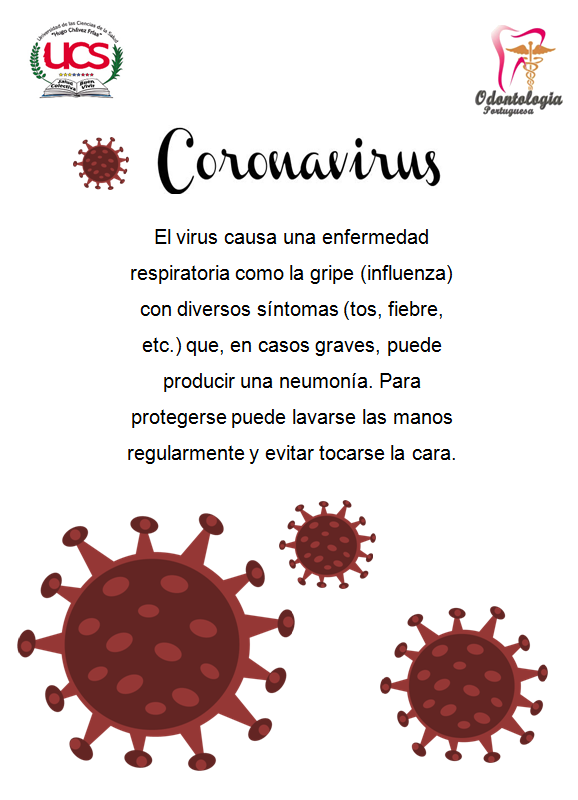 Universidad de las Ciencias de la Salud
"Hugo Chávez Frías"
UCS
Salud Colectiva
Buen Vivir
Odontologia
Portuguesa
Coronavirus
El virus causa una enfermedad
respiratoria como la gripe (influenza)
con diversos síntomas (tos, fiebre,
etc.) que, en casos graves, puede
producir una neumonía. Para
protegerse puede lavarse las manos
regularmente y evitar tocarse la cara.